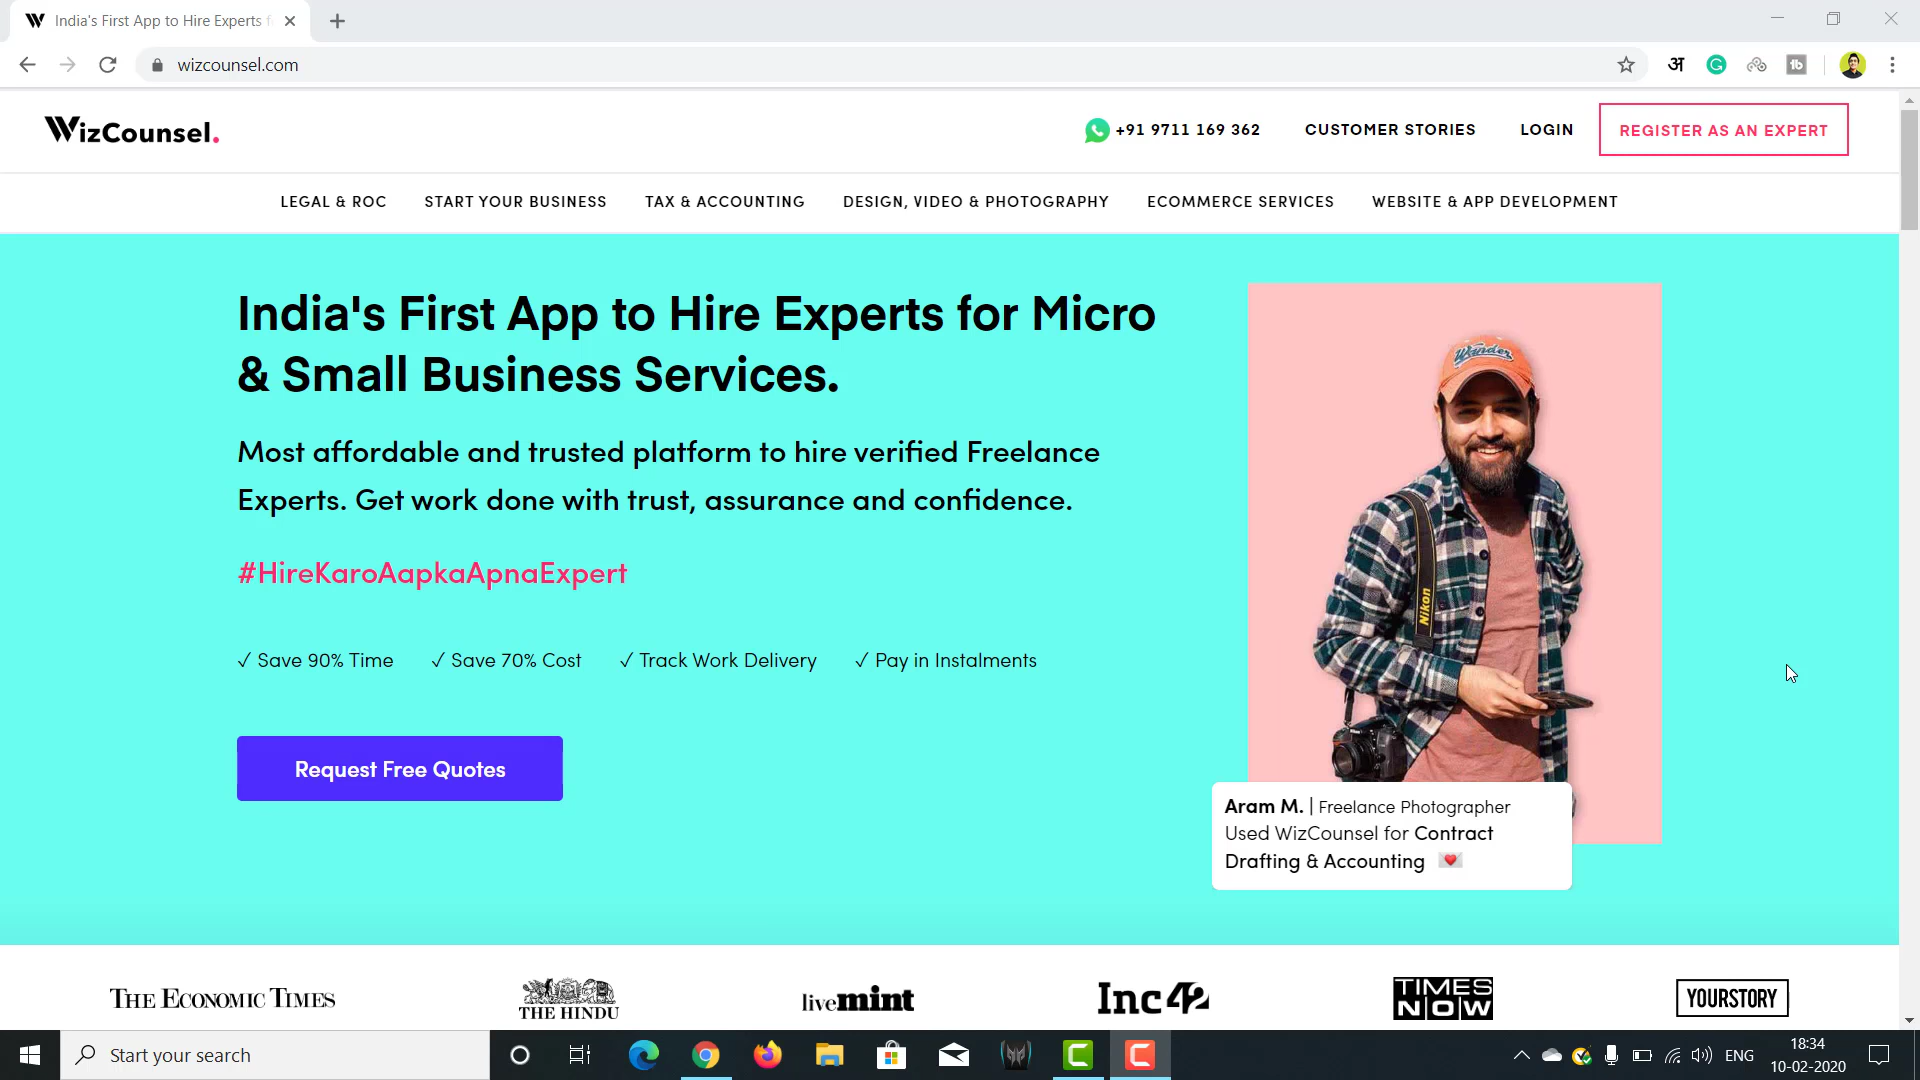 India's First App to Hire Experts f
wizcounsel.com
WizCounsel.
+91 9711 169 362
CUSTOMER STORIES
LOGIN
REGISTER AS AN EXPERT
LEGAL & ROC
START YOUR BUSINESS
TAX & ACCOUNTING
DESIGN, VIDEO & PHOTOGRAPHY
ECOMMERCE SERVICES
WEBSITE & APP DEVELOPMENT
India's First App to Hire Experts for Micro
& Small Business Services.
Most affordable and trusted platform to hire verified Freelance
Experts. Get work done with trust, assurance and confidence.
#HireKaroAapkaApnaExpert
✓ Save 90% Time
✓ Save 70% Cost
✓ Track Work Delivery
✓ Pay in Instalments
Request Free Quotes
Wander
Nikon
Aram M. | Freelance Photographer
Used WizCounsel for Contract
Drafting & Accounting
THE ECONOMIC TIMES
THE HINDU
livemint
Inc42
TIMES
NOW
YOURSTORY
Start your search
ENG
18:34
10-02-2020